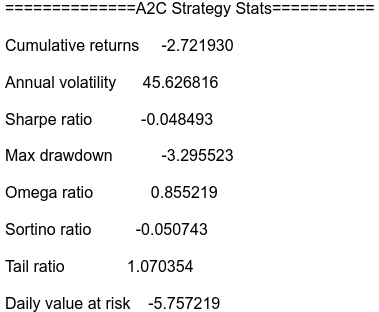 ==============A2C Strategy Stats===========
Cumulative returns -2.721930
Annual volatility 45.626816
Sharpe ratio -0.048493
Max drawdown -3.295523
Omega ratio 0.855219
Sortino ratio -0.050743
Tail ratio 1.070354
Daily value at risk -5.757219